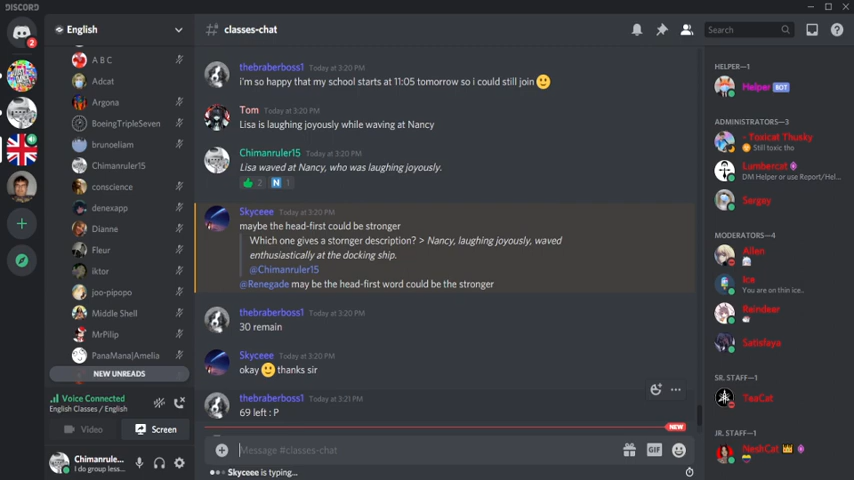 DISCORD
English
classes-chat
Search
2
A B C
Adcat
Argona
BoeingTripleSeven
brunoeliam
Chimanruler15
conscience
denexapp
Dianne
Fleur
iktor
joo-pipopo
Middle Shell
MrPilip
PanaMana|Amelia
NEW UNREADS
Voice Connected
English Classes / English
Video
Screen
Chimanrule...
I do group less...
thebraberboss1 Today at 3:20 PM
i'm so happy that my school starts at 11:05 tomorrow so i could still join
Tom Today at 3:20 PM
Lisa is laughing joyously while waving at Nancy
Chimanruler15 Today at 3:20 PM
Lisa waved at Nancy, who was laughing joyously.
2 N 1
Skyceee Today at 3:20 PM
maybe the head-first could be stronger
Which one gives a stornger description? > Nancy, laughing joyously, waved
enthusiastically at the docking ship.
@Chimanruler15
@Renegade may be the head-first word could be the stronger
thebraberboss1 Today at 3:20 PM
30 remain
Skyceee Today at 3:20 PM
okay thanks sir
thebraberboss1 Today at 3:21 PM
69 left : P
NEW
Message #classes-chat
GIF
Skyceee is typing...
HELPER—1
Helper BOT
ADMINISTRATORS—3
Toxicat Thusky
Still toxic tho
Lumbercat
DM Helper or use Report/Hel...
Sergey
MODERATORS—4
Allen
Ice
You are on thin ice..
Reindeer
Satisfaya
SR. STAFF—1
TeaCat
JR. STAFF—1
NeshCat